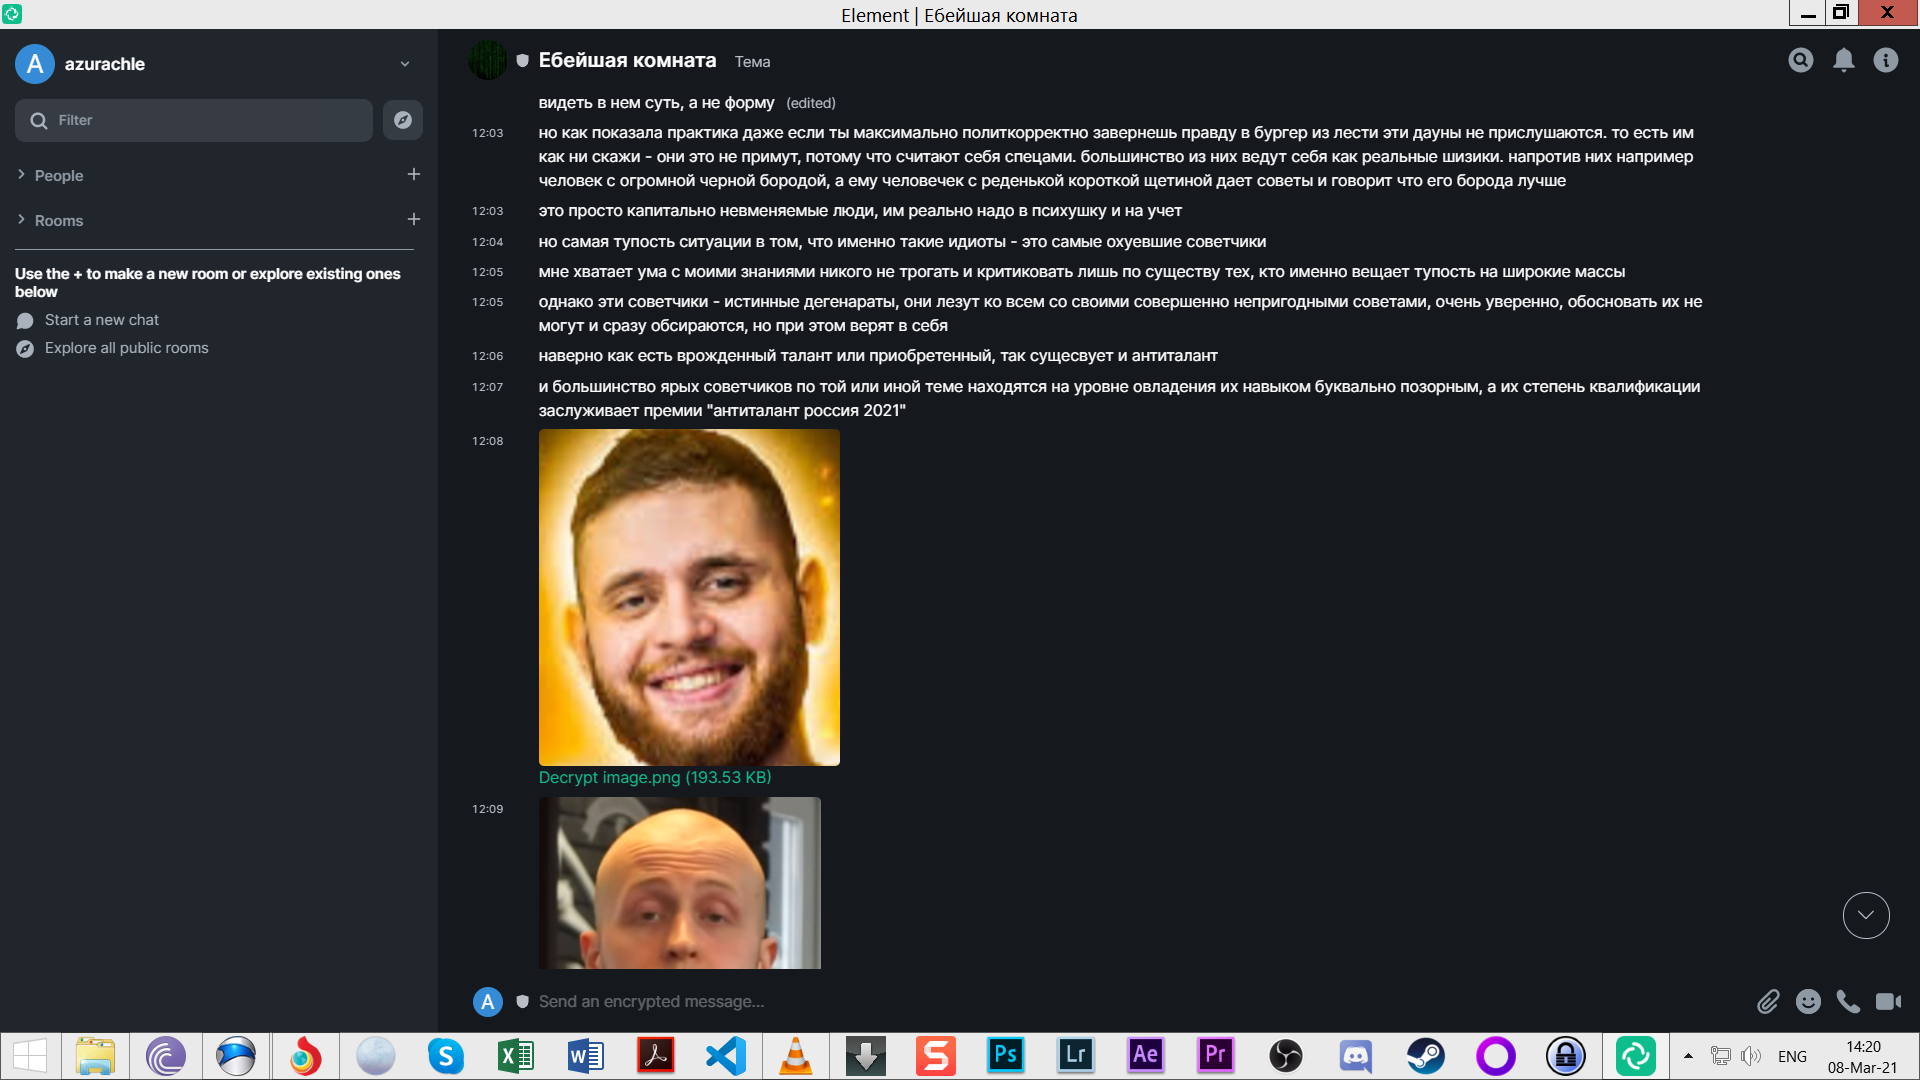 Element | Ебейшая комната
A azurachle
Filter
People
Rooms
Use the + to make a new room or explore existing ones
below
Start a new chat
Explore all public rooms
Ебейшая комната Тема
видеть в нем суть, а не форму (edited)
12:03 но как показала практика даже если ты максимально политкорректно завернешь правду в бургер из лести эти дауны не прислушаются. то есть им
как ни скажи - они это не примут, потому что считают себя спецами. большинство из них ведут себя как реальные шизики. напротив них например
человек с огромной черной бородой, а ему человечек с реденькой короткой щетиной дает советы и говорит что его борода лучше
12:03 это просто капитально невменяемые люди, им реально надо в психушку и на учет
12:04 но самая тупость ситуации в том, что именно такие идиоты - это самые охуевшие советчики
12:05 мне хватает ума с моими знаниями никого не трогать и критиковать лишь по существу тех, кто именно вещает тупость на широкие массы
12:05 однако эти советчики - истинные дегенараты, они лезут ко всем со своими совершенно непригодными советами, очень уверенно, обосновать их не
могут и сразу обсираются, но при этом верят в себя
12:06 наверно как есть врожденный талант или приобретенный, так сущесвует и антиталант
12:07 и большинство ярых советчиков по той или иной теме находятся на уровне овладения их навыком буквально позорным, а их степень квалификации
заслуживает премии "антиталант россия 2021"
12:08
Decrypt image.png (193.53 KB)
12:09
A Send an encrypted message...
S X W S Ps Lr Ae Pr ENG 14:20
08-Mar-21